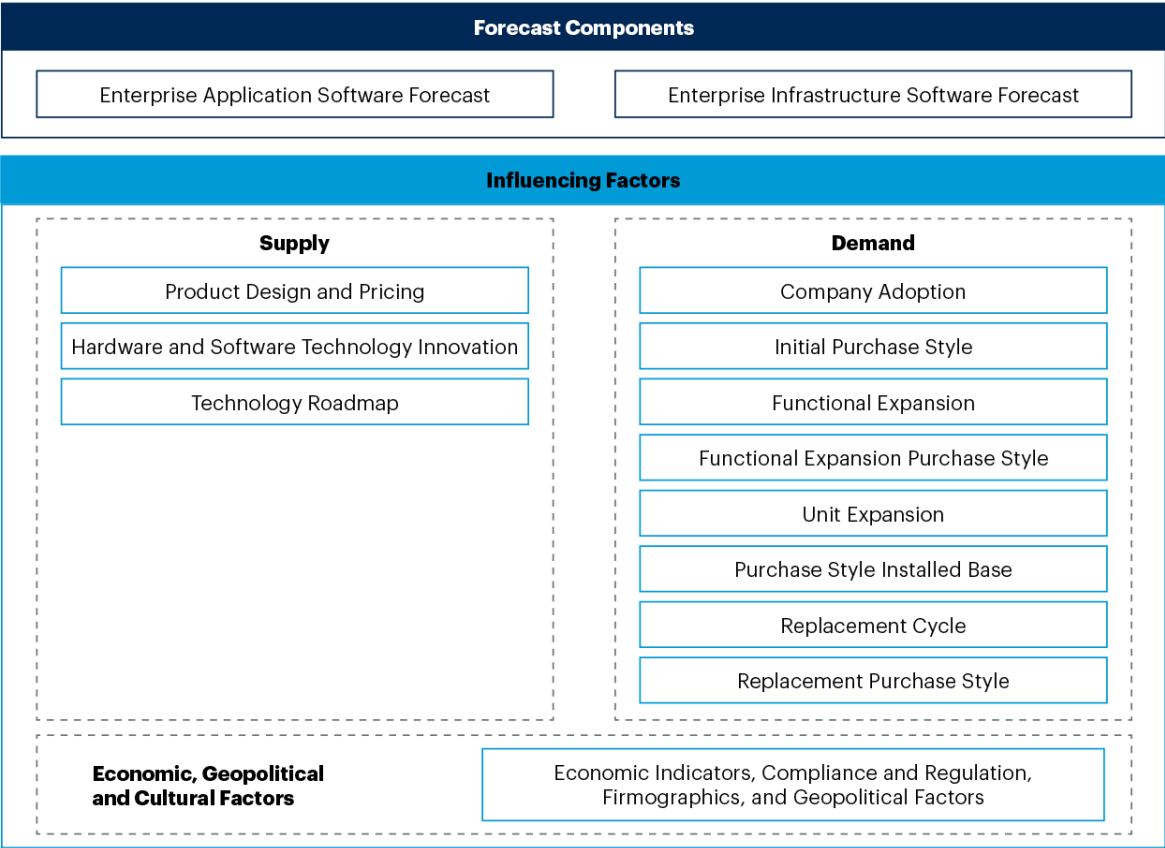 Forecast Components
Enterprise Application Software Forecast
Enterprise Infrastructure Software Forecast
Influencing Factors
Supply
Product Design and Pricing
Hardware and Software Technology Innovation
Technology Roadmap
Demand
Company Adoption
Initial Purchase Style
Functional Expansion
Functional Expansion Purchase Style
Unit Expansion
Purchase Style Installed Base
Replacement Cycle
Replacement Purchase Style
Economic, Geopolitical
and Cultural Factors
Economic Indicators, Compliance and Regulation,
Firmographics, and Geopolitical Factors